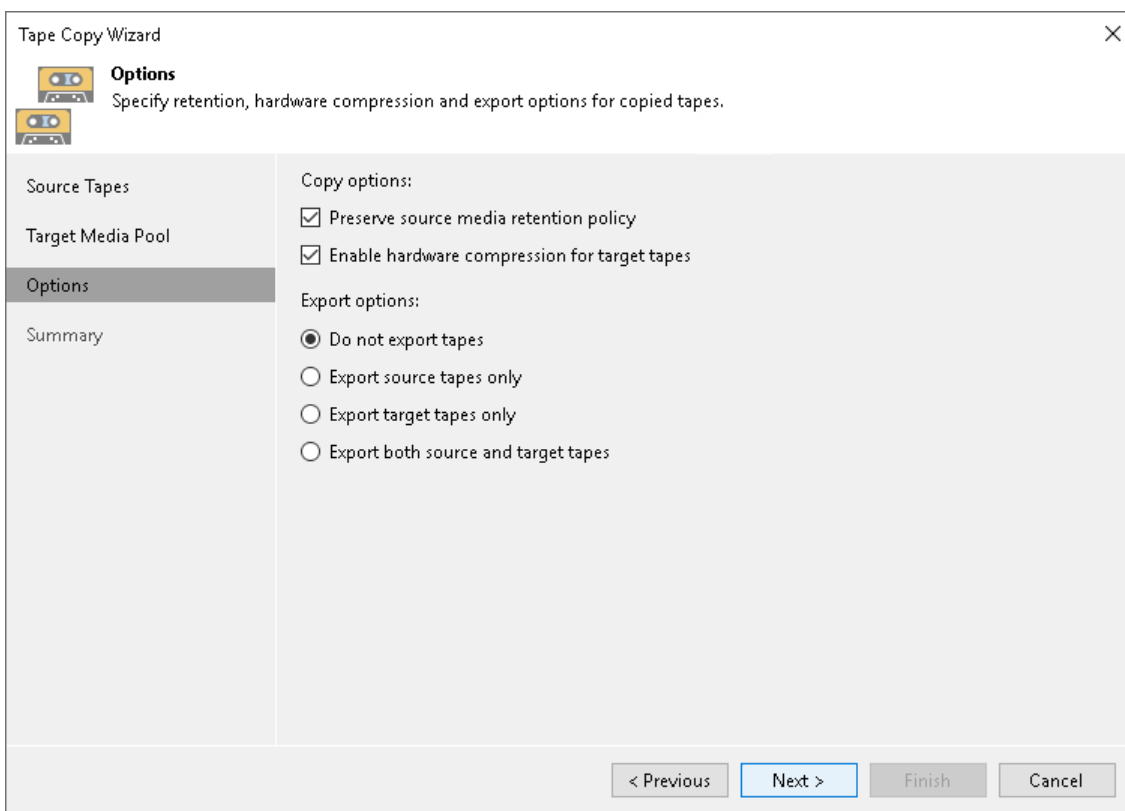 Tape Copy Wizard
Options
Specify retention, hardware compression and export options for copied tapes.
Source Tapes
Target Media Pool
Options
Summary
Copy options:
Preserve source media retention policy
Enable hardware compression for target tapes
Export options:
Do not export tapes
Export source tapes only
Export target tapes only
Export both source and target tapes
< Previous
Next >
Finish
Cancel